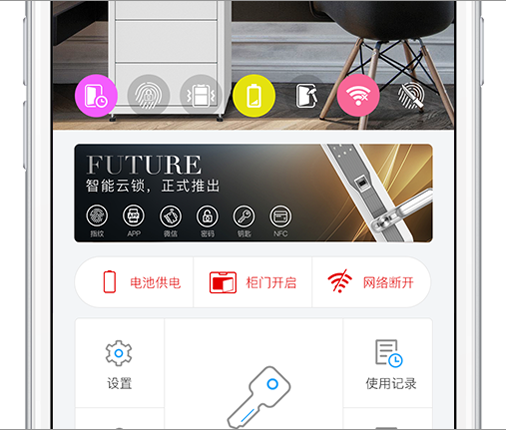 FUTURE
智能云锁，正式推出
指纹 APP 微信 密码 钥匙 NFC
电池供电 柜门开启 网络断开
设置 使用记录